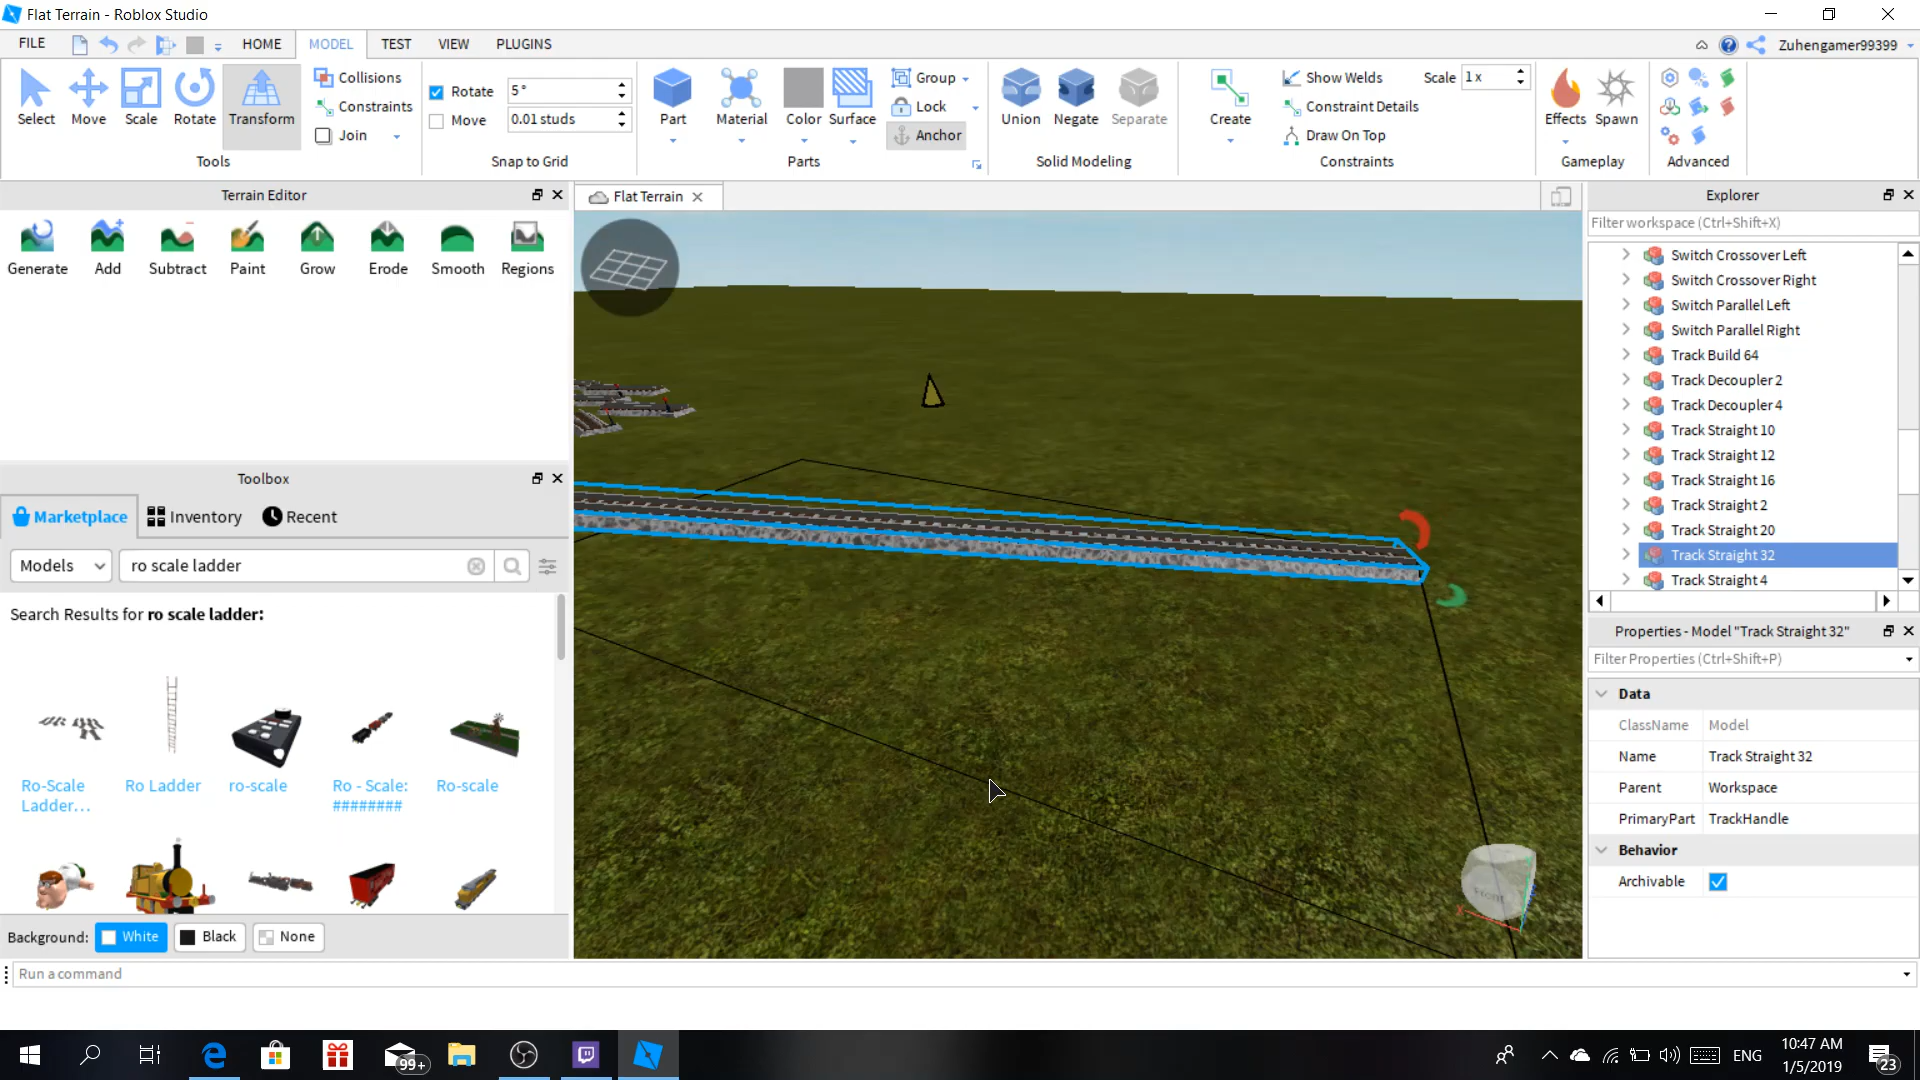 Flat Terrain - Roblox Studio
FILE HOME MODEL TEST VIEW PLUGINS Zuhengamer99399
Select Move Scale Rotate Transform
Collisions
Constraints
Join
Tools
Rotate 5°
Move 0.01 studs
Snap to Grid
Part Material Color Surface
Group
Lock
Anchor
Parts
Union Negate Separate
Solid Modeling
Create
Show Welds Scale 1x
Constraint Details
Draw On Top
Constraints
Effects Spawn
Gameplay
Advanced
Terrain Editor
Generate Add Subtract Paint Grow Erode Smooth Regions
Toolbox
Marketplace Inventory Recent
Models ro scale ladder
Search Results for ro scale ladder:
Ro-Scale Ladder... Ro Ladder ro-scale Ro - Scale: ######## Ro-scale
Background: White Black None
Flat Terrain
Front
X
Explorer
Filter workspace (Ctrl+Shift+X)
Switch Crossover Left
Switch Crossover Right
Switch Parallel Left
Switch Parallel Right
Track Build 64
Track Decoupler 2
Track Decoupler 4
Track Straight 10
Track Straight 12
Track Straight 16
Track Straight 2
Track Straight 20
Track Straight 32
Track Straight 4
Properties - Model "Track Straight 32"
Filter Properties (Ctrl+Shift+P)
Data
ClassName Model
Name Track Straight 32
Parent Workspace
PrimaryPart TrackHandle
Behavior
Archivable
Run a command
99+
ENG
10:47 AM
1/5/2019
23